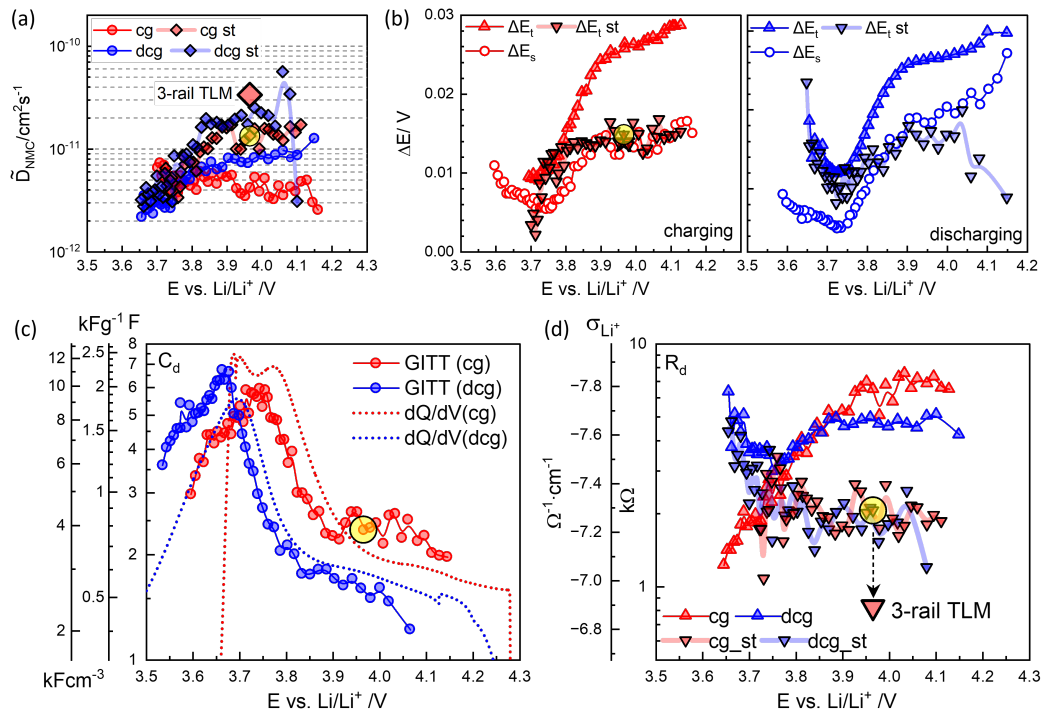 (a)
cg
cg st
dcg
dcg st
3-rail TLM
10⁻¹⁰
10⁻¹¹
10⁻¹²
D̃NMC/cm²s⁻¹
3.5 3.6 3.7 3.8 3.9 4.0 4.1 4.2 4.3
E vs. Li/Li⁺ /V
(b)
ΔEt
ΔEt st
ΔEs
0.03
0.02
0.01
0.00
ΔE/ V
charging
3.6 3.7 3.8 3.9 4.0 4.1 4.2
E vs. Li/Li⁺ /V
ΔEt
ΔEt st
ΔEs
discharging
3.6 3.7 3.8 3.9 4.0 4.1 4.2
E vs. Li/Li⁺ /V
(c)
kFg⁻¹ F
Cd
GITT (cg)
GITT (dcg)
dQ/dV(cg)
dQ/dV(dcg)
12
10
8
6
4
2
kFcm⁻³
2.5
2
1.5
1
0.5
8
7
6
5
4
3
2
1
3.5 3.6 3.7 3.8 3.9 4.0 4.1 4.2 4.3
E vs. Li/Li⁺ /V
(d)
σLi⁺
−7.8
−7.6
−7.4
−7.2
−7.0
−6.8
Ω⁻¹·cm⁻¹
10
1
kΩ
Rd
3-rail TLM
cg
dcg
cg_st
dcg_st
3.5 3.6 3.7 3.8 3.9 4.0 4.1 4.2 4.3
E vs. Li/Li⁺ /V